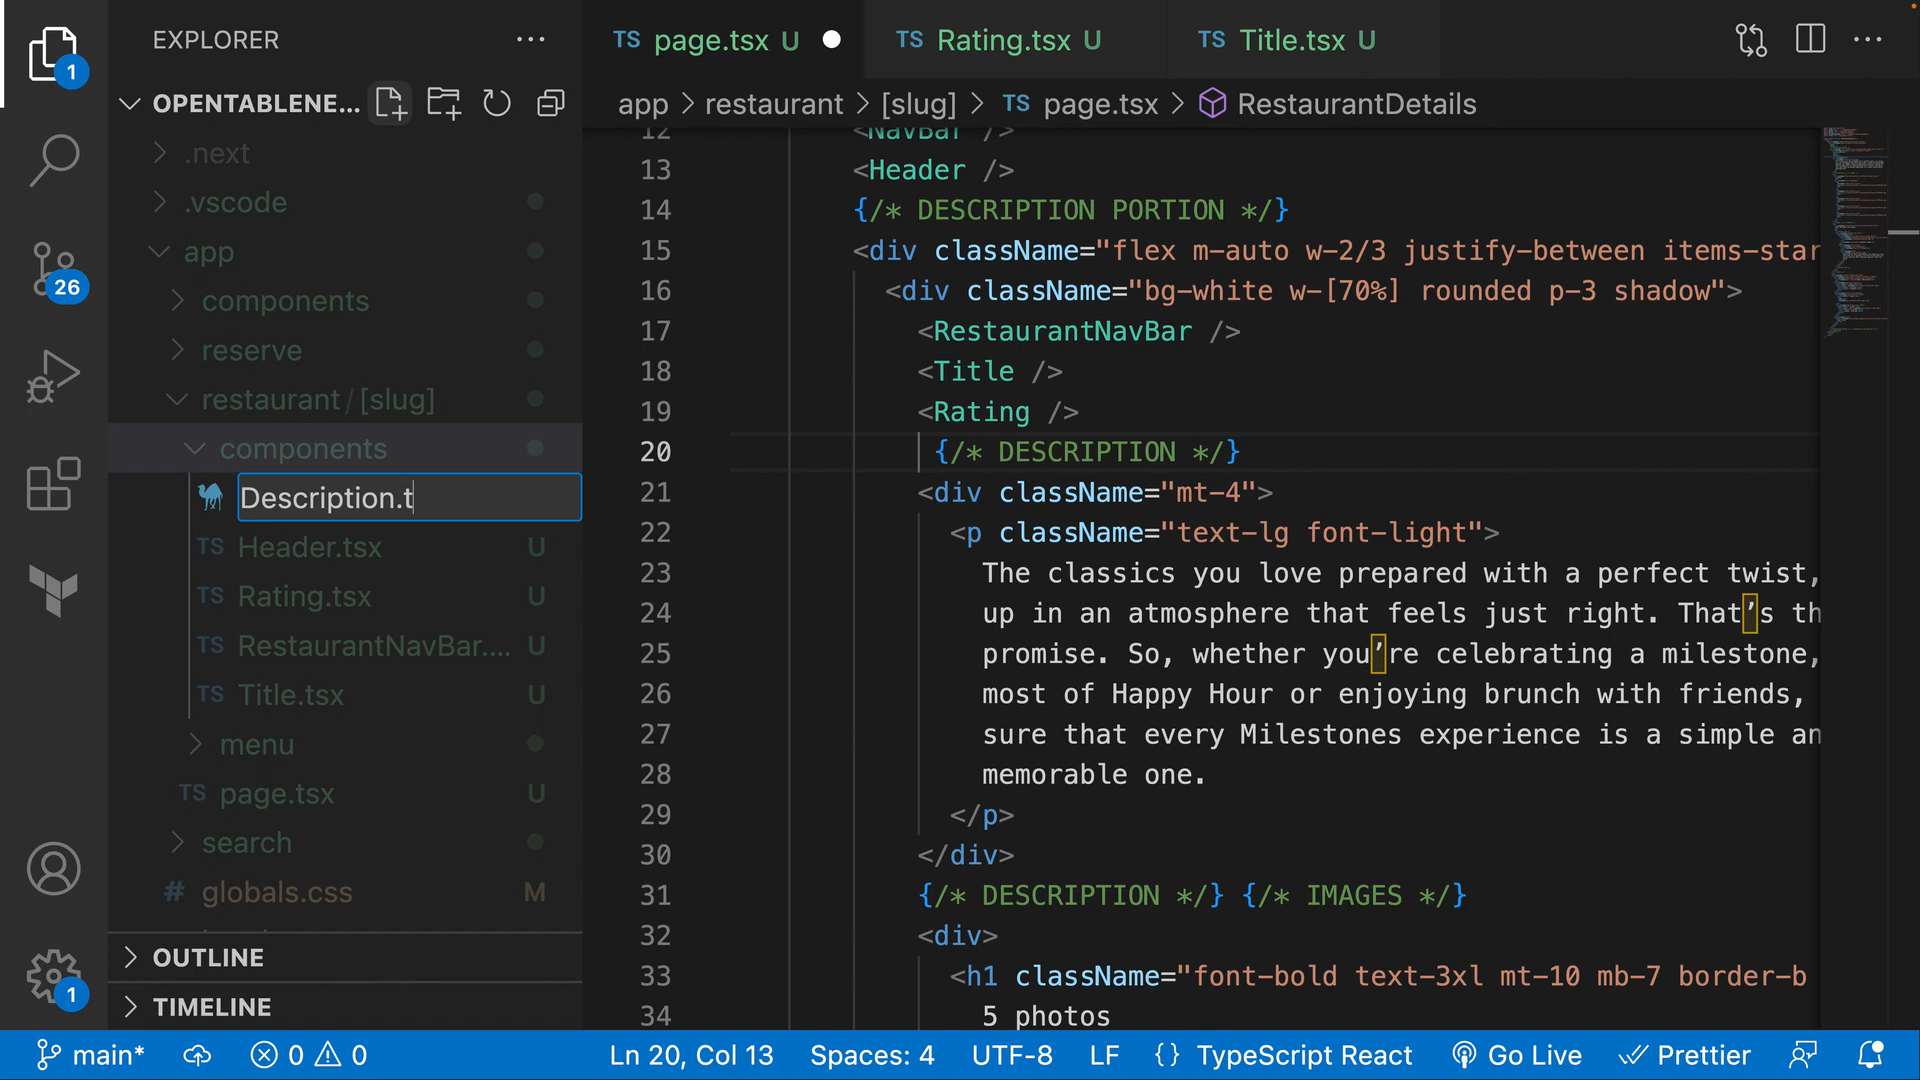 EXPLORER
OPENTABLENE...
.next
.vscode
app
components
reserve
restaurant / [slug]
components
Description.t
TS Header.tsx U
TS Rating.tsx U
TS RestaurantNavBar.... U
TS Title.tsx U
menu
TS page.tsx U
search
# globals.css M
OUTLINE
TIMELINE
1
26
1
TS page.tsx U
TS Rating.tsx U
TS Title.tsx U
app > restaurant > [slug] > TS page.tsx > RestaurantDetails
12 <NavBar />
13 <Header />
14 {/* DESCRIPTION PORTION */}
15 <div className="flex m-auto w-2/3 justify-between items-star
16 <div className="bg-white w-[70%] rounded p-3 shadow">
17 <RestaurantNavBar />
18 <Title />
19 <Rating />
20 {/* DESCRIPTION */}
21 <div className="mt-4">
22 <p className="text-lg font-light">
23 The classics you love prepared with a perfect twist,
24 up in an atmosphere that feels just right. That’s th
25 promise. So, whether you’re celebrating a milestone,
26 most of Happy Hour or enjoying brunch with friends,
27 sure that every Milestones experience is a simple an
28 memorable one.
29 </p>
30 </div>
31 {/* DESCRIPTION */} {/* IMAGES */}
32 <div>
33 <h1 className="font-bold text-3xl mt-10 mb-7 border-b
34 5 photos
main* 0 0 Ln 20, Col 13 Spaces: 4 UTF-8 LF {} TypeScript React Go Live Prettier